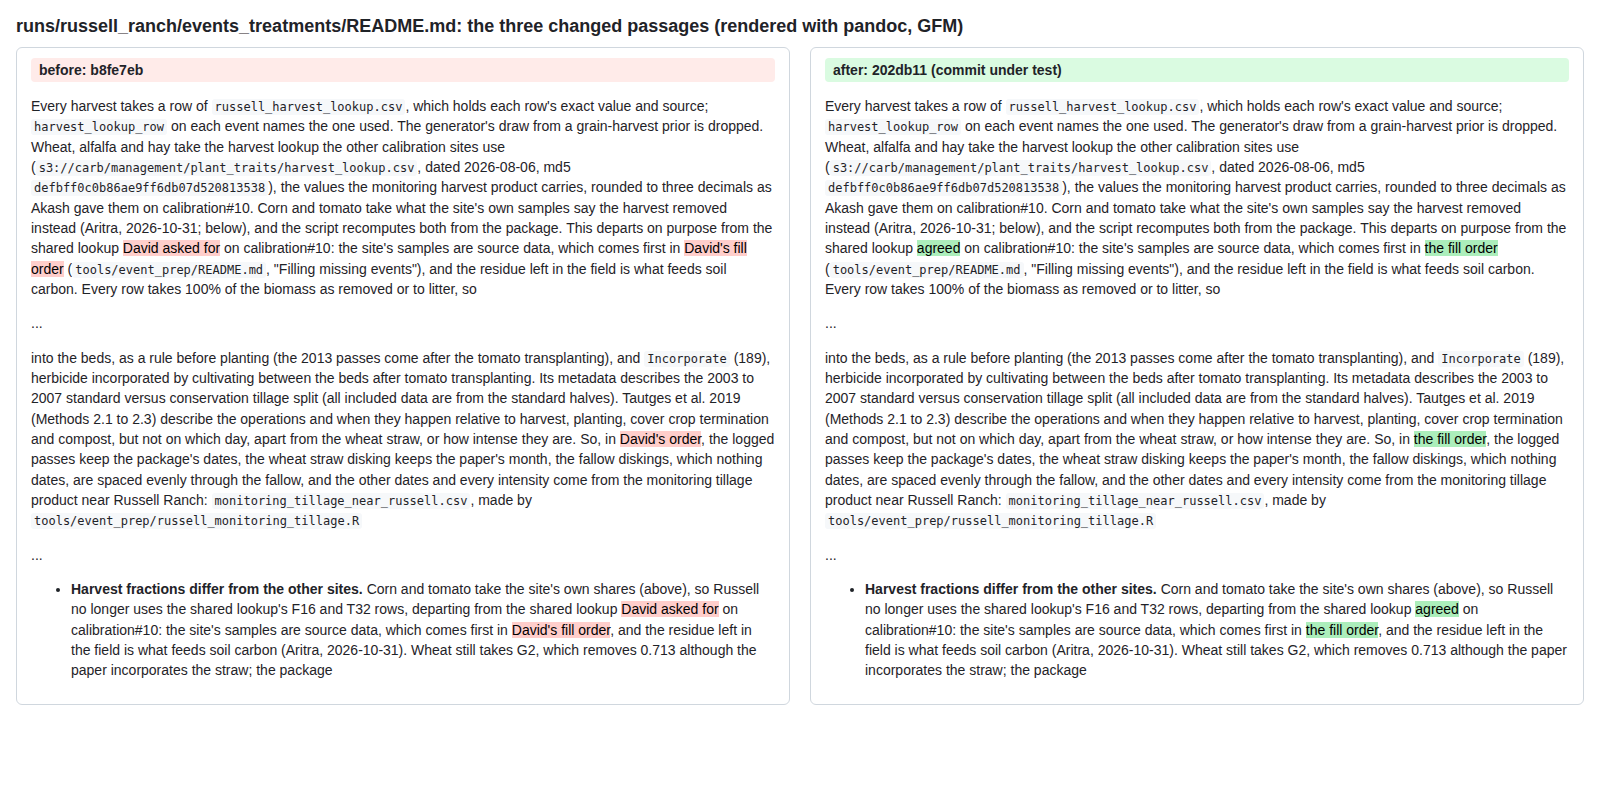 runs/russell_ranch/events_treatments/README.md: the three changed passages (rendered with pandoc, GFM)
before: b8fe7eb
Every harvest takes a row of russell_harvest_lookup.csv, which holds each row's exact value and source;
harvest_lookup_row on each event names the one used. The generator's draw from a grain-harvest prior is dropped.
Wheat, alfalfa and hay take the harvest lookup the other calibration sites use
(s3://carb/management/plant_traits/harvest_lookup.csv, dated 2026-08-06, md5
defbff0c0b86ae9ff6db07d520813538), the values the monitoring harvest product carries, rounded to three decimals as
Akash gave them on calibration#10. Corn and tomato take what the site's own samples say the harvest removed
instead (Aritra, 2026-10-31; below), and the script recomputes both from the package. This departs on purpose from the
shared lookup David asked for on calibration#10: the site's samples are source data, which comes first in David's fill
order (tools/event_prep/README.md, "Filling missing events"), and the residue left in the field is what feeds soil
carbon. Every row takes 100% of the biomass as removed or to litter, so
...
into the beds, as a rule before planting (the 2013 passes come after the tomato transplanting), and Incorporate (189),
herbicide incorporated by cultivating between the beds after tomato transplanting. Its metadata describes the 2003 to
2007 standard versus conservation tillage split (all included data are from the standard halves). Tautges et al. 2019
(Methods 2.1 to 2.3) describe the operations and when they happen relative to harvest, planting, cover crop termination
and compost, but not on which day, apart from the wheat straw, or how intense they are. So, in David's order, the logged
passes keep the package's dates, the wheat straw disking keeps the paper's month, the fallow diskings, which nothing
dates, are spaced evenly through the fallow, and the other dates and every intensity come from the monitoring tillage
product near Russell Ranch: monitoring_tillage_near_russell.csv, made by
tools/event_prep/russell_monitoring_tillage.R
...
• Harvest fractions differ from the other sites. Corn and tomato take the site's own shares (above), so Russell
no longer uses the shared lookup's F16 and T32 rows, departing from the shared lookup David asked for on
calibration#10: the site's samples are source data, which comes first in David's fill order, and the residue left in
the field is what feeds soil carbon (Aritra, 2026-10-31). Wheat still takes G2, which removes 0.713 although the
paper incorporates the straw; the package
after: 202db11 (commit under test)
Every harvest takes a row of russell_harvest_lookup.csv, which holds each row's exact value and source;
harvest_lookup_row on each event names the one used. The generator's draw from a grain-harvest prior is dropped.
Wheat, alfalfa and hay take the harvest lookup the other calibration sites use
(s3://carb/management/plant_traits/harvest_lookup.csv, dated 2026-08-06, md5
defbff0c0b86ae9ff6db07d520813538), the values the monitoring harvest product carries, rounded to three decimals as
Akash gave them on calibration#10. Corn and tomato take what the site's own samples say the harvest removed
instead (Aritra, 2026-10-31; below), and the script recomputes both from the package. This departs on purpose from the
shared lookup agreed on calibration#10: the site's samples are source data, which comes first in the fill order
(tools/event_prep/README.md, "Filling missing events"), and the residue left in the field is what feeds soil carbon.
Every row takes 100% of the biomass as removed or to litter, so
...
into the beds, as a rule before planting (the 2013 passes come after the tomato transplanting), and Incorporate (189),
herbicide incorporated by cultivating between the beds after tomato transplanting. Its metadata describes the 2003 to
2007 standard versus conservation tillage split (all included data are from the standard halves). Tautges et al. 2019
(Methods 2.1 to 2.3) describe the operations and when they happen relative to harvest, planting, cover crop termination
and compost, but not on which day, apart from the wheat straw, or how intense they are. So, in the fill order, the logged
passes keep the package's dates, the wheat straw disking keeps the paper's month, the fallow diskings, which nothing
dates, are spaced evenly through the fallow, and the other dates and every intensity come from the monitoring tillage
product near Russell Ranch: monitoring_tillage_near_russell.csv, made by
tools/event_prep/russell_monitoring_tillage.R
...
• Harvest fractions differ from the other sites. Corn and tomato take the site's own shares (above), so Russell
no longer uses the shared lookup's F16 and T32 rows, departing from the shared lookup agreed on
calibration#10: the site's samples are source data, which comes first in the fill order, and the residue left in the
field is what feeds soil carbon (Aritra, 2026-10-31). Wheat still takes G2, which removes 0.713 although the paper
incorporates the straw; the package